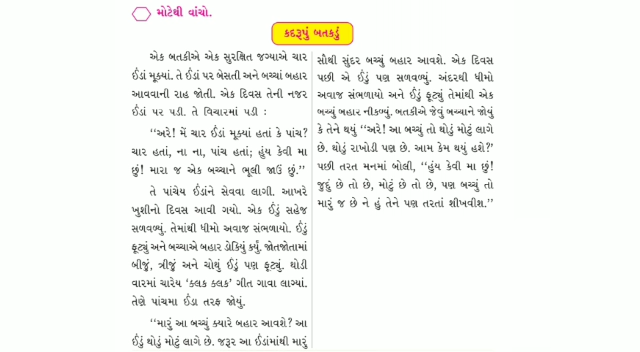 મોટેથી વાંચો.
કદરૂપું બતકડું
એક બતકીએ એક સુરક્ષિત જગ્યાએ ચાર
ઈંડાં મૂક્યાં. તે ઈંડાં પર બેસતી અને બચ્ચાં બહાર
આવવાની રાહ જોતી. એક દિવસ તેની નજર
ઈંડાં પર પડી. તે વિચારમાં પડી :
‘‘અરે! મેં ચાર ઈંડાં મૂક્યાં હતાં કે પાંચ?
ચાર હતાં, ના ના, પાંચ હતાં; હુંય કેવી મા
છું! મારા જ એક બચ્ચાને ભૂલી જાઉં છું.’’
તે પાંચેય ઈંડાંને સેવવા લાગી. આખરે
ખુશીનો દિવસ આવી ગયો. એક ઈંડું સહેજ
સળવળ્યું. તેમાંથી ધીમો અવાજ સંભળાયો. ઈંડું
ફૂટ્યું અને બચ્ચાએ બહાર ડોકિયું કર્યું. જોતજોતામાં
બીજું, ત્રીજું અને ચોથું ઈંડું પણ ફૂટ્યું. થોડી
વારમાં ચારેય ‘ક્લક ક્લક’ ગીત ગાવા લાગ્યાં.
તેણે પાંચમા ઈંડા તરફ જોયું.
‘‘મારું આ બચ્ચું ક્યારે બહાર આવશે? આ
ઈંડું થોડું મોટું લાગે છે. જરૂર આ ઈંડામાંથી મારું
સૌથી સુંદર બચ્ચું બહાર આવશે. એક દિવસ
પછી એ ઈંડું પણ સળવળ્યું. અંદરથી ધીમો
અવાજ સંભળાયો અને ઈંડું ફૂટ્યું તેમાંથી એક
બચ્ચું બહાર નીકળ્યું. બતકીએ જેવું બચ્ચાને જોયું
કે તેને થયું ‘‘અરે! આ બચ્ચું તો થોડું મોટું લાગે
છે. થોડું રાખોડી પણ છે. આમ કેમ થયું હશે?’
પછી તરત મનમાં બોલી, ‘‘હુંય કેવી મા છું!
જુદું છે તો છે, મોટું છે તો છે, પણ બચ્ચું તો
મારું જ છે ને હું તેને પણ તરતાં શીખવીશ.’’